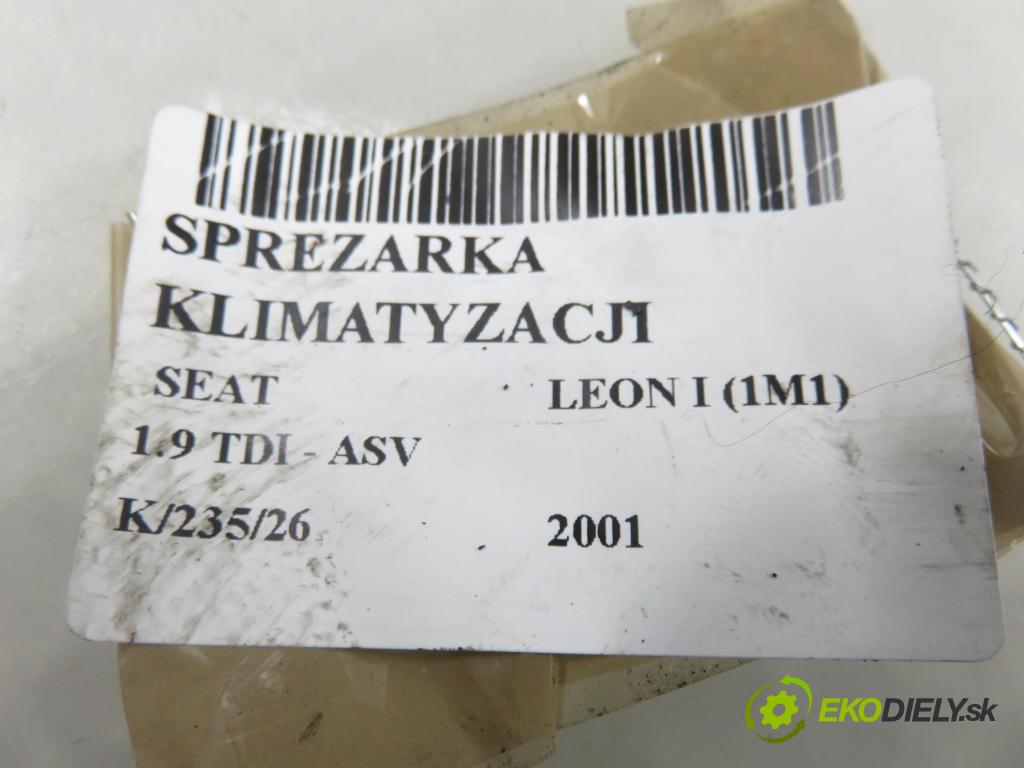 SPREZARKA
KLIMATYZACJI
SEAT LEON I (1M1)
1.9 TDI - ASV
K/235/26 2001
EKODIELY.sk